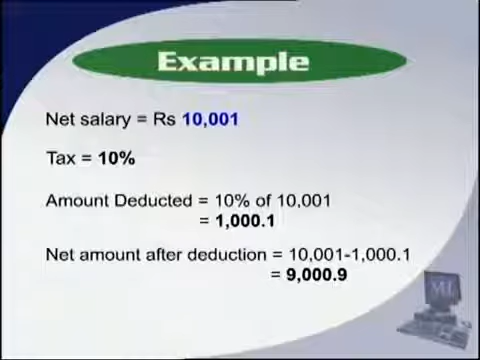 Example
Net salary = Rs 10,001
Tax = 10%
Amount Deducted = 10% of 10,001
= 1,000.1
Net amount after deduction = 10,001-1,000.1
= 9,000.9